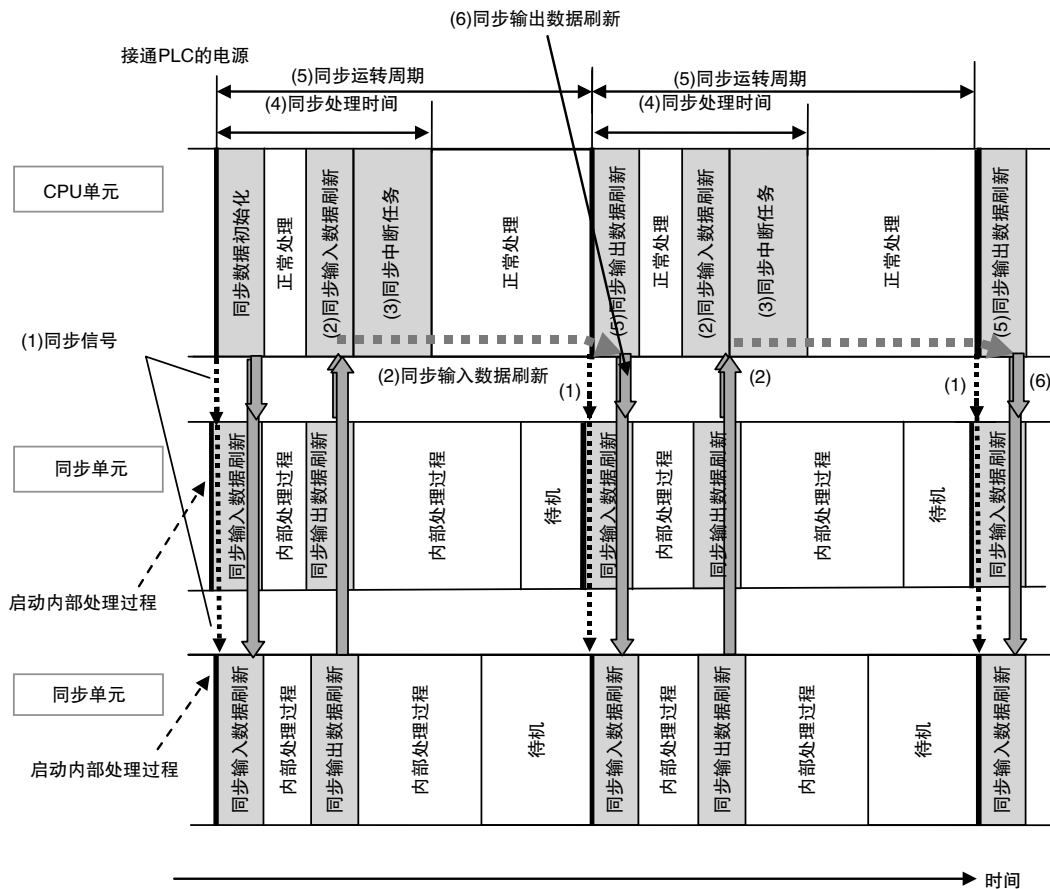 (6)同步输出数据刷新
接通PLC的电源
(5)同步运转周期
(5)同步运转周期
(4)同步处理时间
(4)同步处理时间
CPU单元
同步数据初始化
正常处理
(2)同步输入数据刷新
(3)同步中断任务
正常处理
(5)同步输出数据刷新
正常处理
(2)同步输入数据刷新
(3)同步中断任务
正常处理
(5)同步输出数据刷新
(1)同步信号
(2)同步输入数据刷新
(1)
(2)
(1)
(6)
同步单元
同步输入数据刷新
内部处理过程
同步输出数据刷新
内部处理过程
待机
同步输入数据刷新
内部处理过程
同步输出数据刷新
内部处理过程
待机
同步输入数据刷新
启动内部处理过程
同步单元
同步输入数据刷新
内部处理过程
同步输出数据刷新
内部处理过程
待机
同步输入数据刷新
内部处理过程
同步输出数据刷新
内部处理过程
待机
同步输入数据刷新
启动内部处理过程
时间